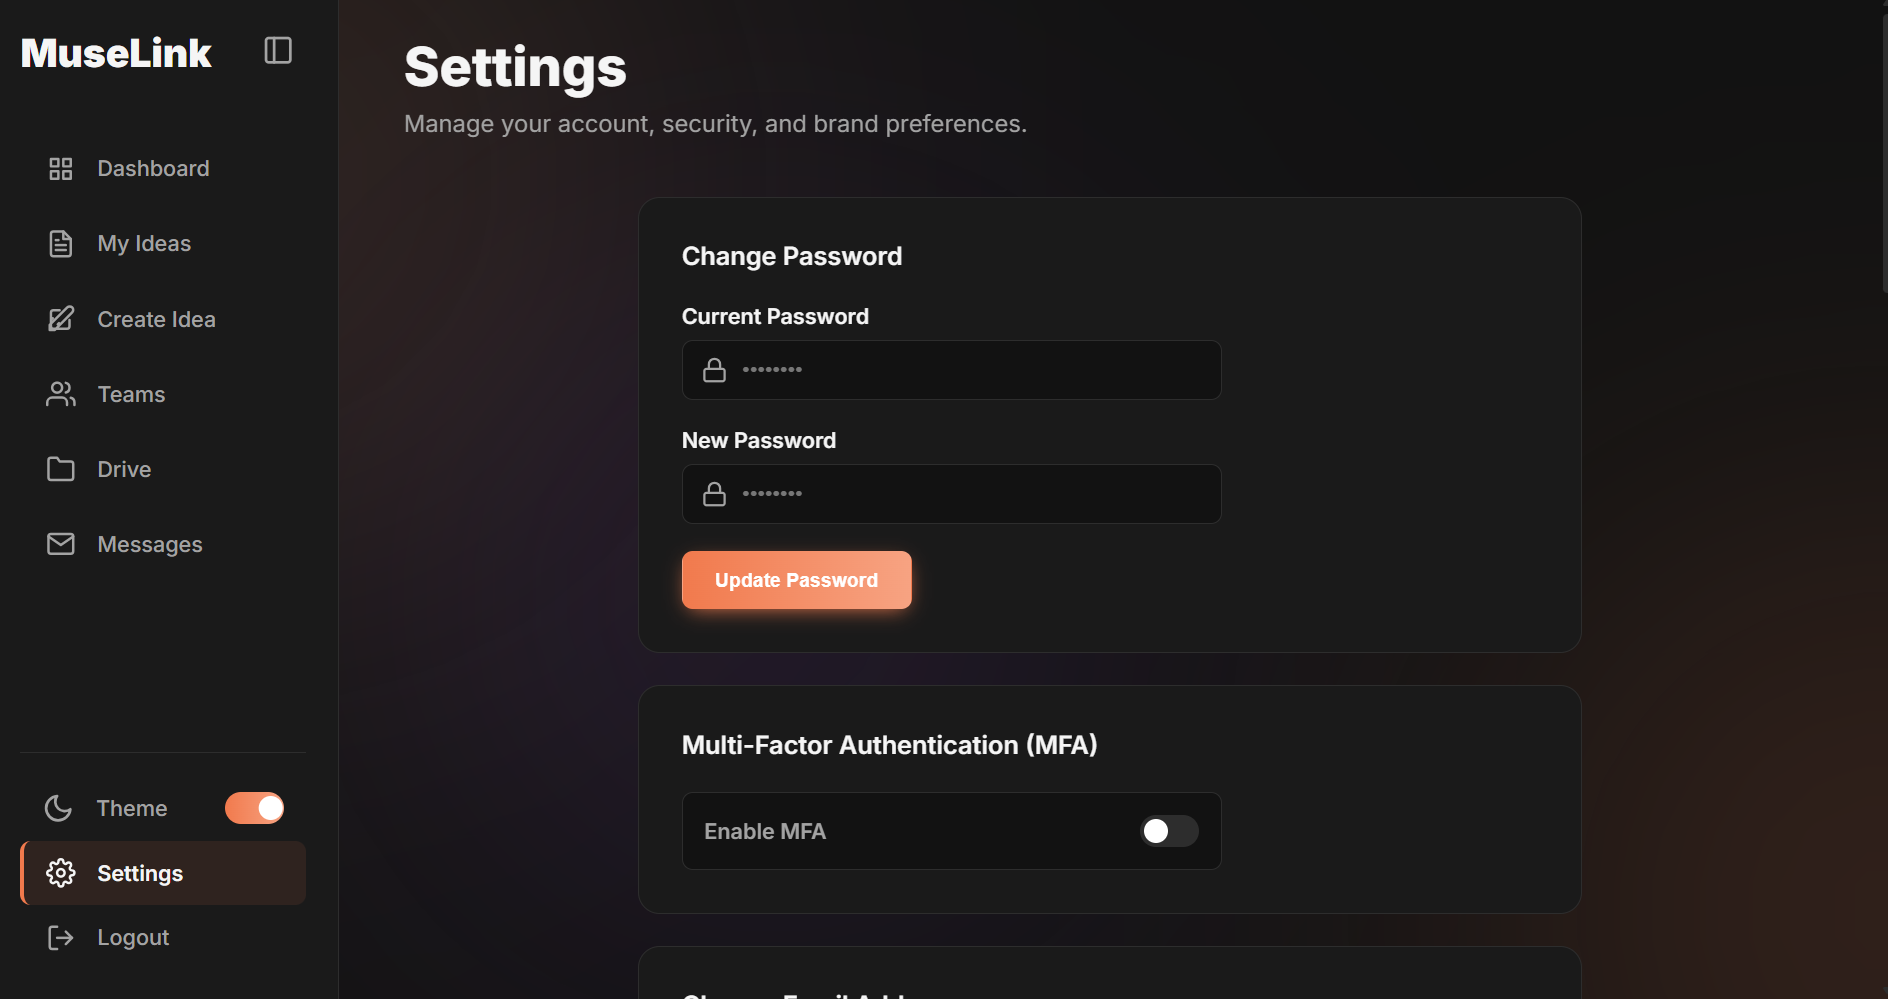 MuseLink
Dashboard
My Ideas
Create Idea
Teams
Drive
Messages
Theme
Settings
Logout
Settings
Manage your account, security, and brand preferences.
Change Password
Current Password
••••••••
New Password
••••••••
Update Password
Multi-Factor Authentication (MFA)
Enable MFA